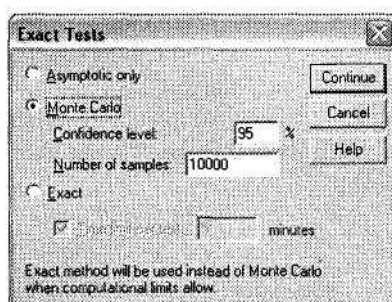 Exact Tests
Asymptotic only
Continue
Monte Carlo
Cancel
Confidence level: 95 %
Help
Number of samples: 10000
Exact
minutes
Exact method will be used instead of Monte Carlo
when computational limits allow.